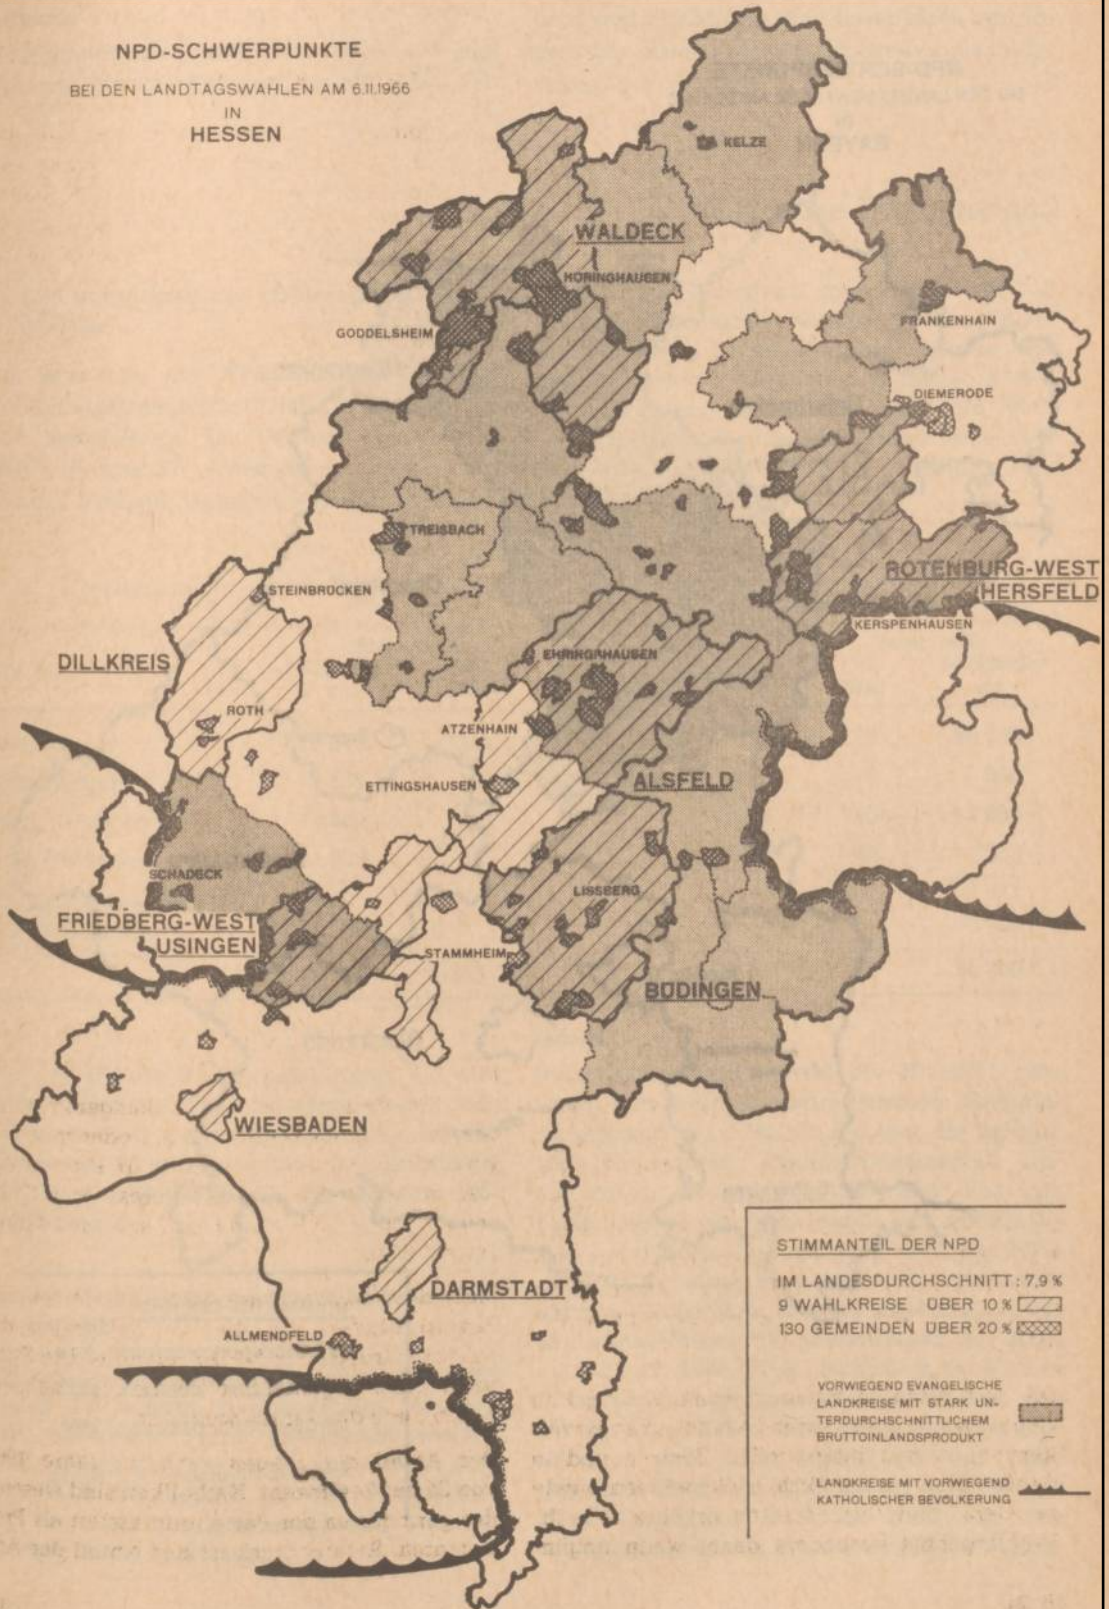 NPD-SCHWERPUNKTE
BEI DEN LANDTAGSWAHLEN AM 6.11.1966
IN
HESSEN
KELZE
WALDECK
HÖRINGHAUSEN
GODDELSHEIM
FRANKENHAIN
DIEMERODE
TREISBACH
STEINBRÜCKEN
ROTENBURG-WEST
HERSFELD
KERSPENHAUSEN
DILLKREIS
EHRINGSHAUSEN
ROTH
ATZENHAIN
ETTINGSHAUSEN
ALSFELD
SCHADECK
LISSBERG
FRIEDBERG-WEST
USINGEN
STAMMHEIM
BÜDINGEN
WIESBADEN
DARMSTADT
ALLMENDFELD
STIMMANTEIL DER NPD
IM LANDESDURCHSCHNITT: 7,9 %
9 WAHLKREISE ÜBER 10 %
130 GEMEINDEN ÜBER 20 %
VORWIEGEND EVANGELISCHE
LANDKREISE MIT STARK UN-
TERDURCHSCHNITTLICHEM
BRUTTOINLANDSPRODUKT
LANDKREISE MIT VORWIEGEND
KATHOLISCHER BEVÖLKERUNG